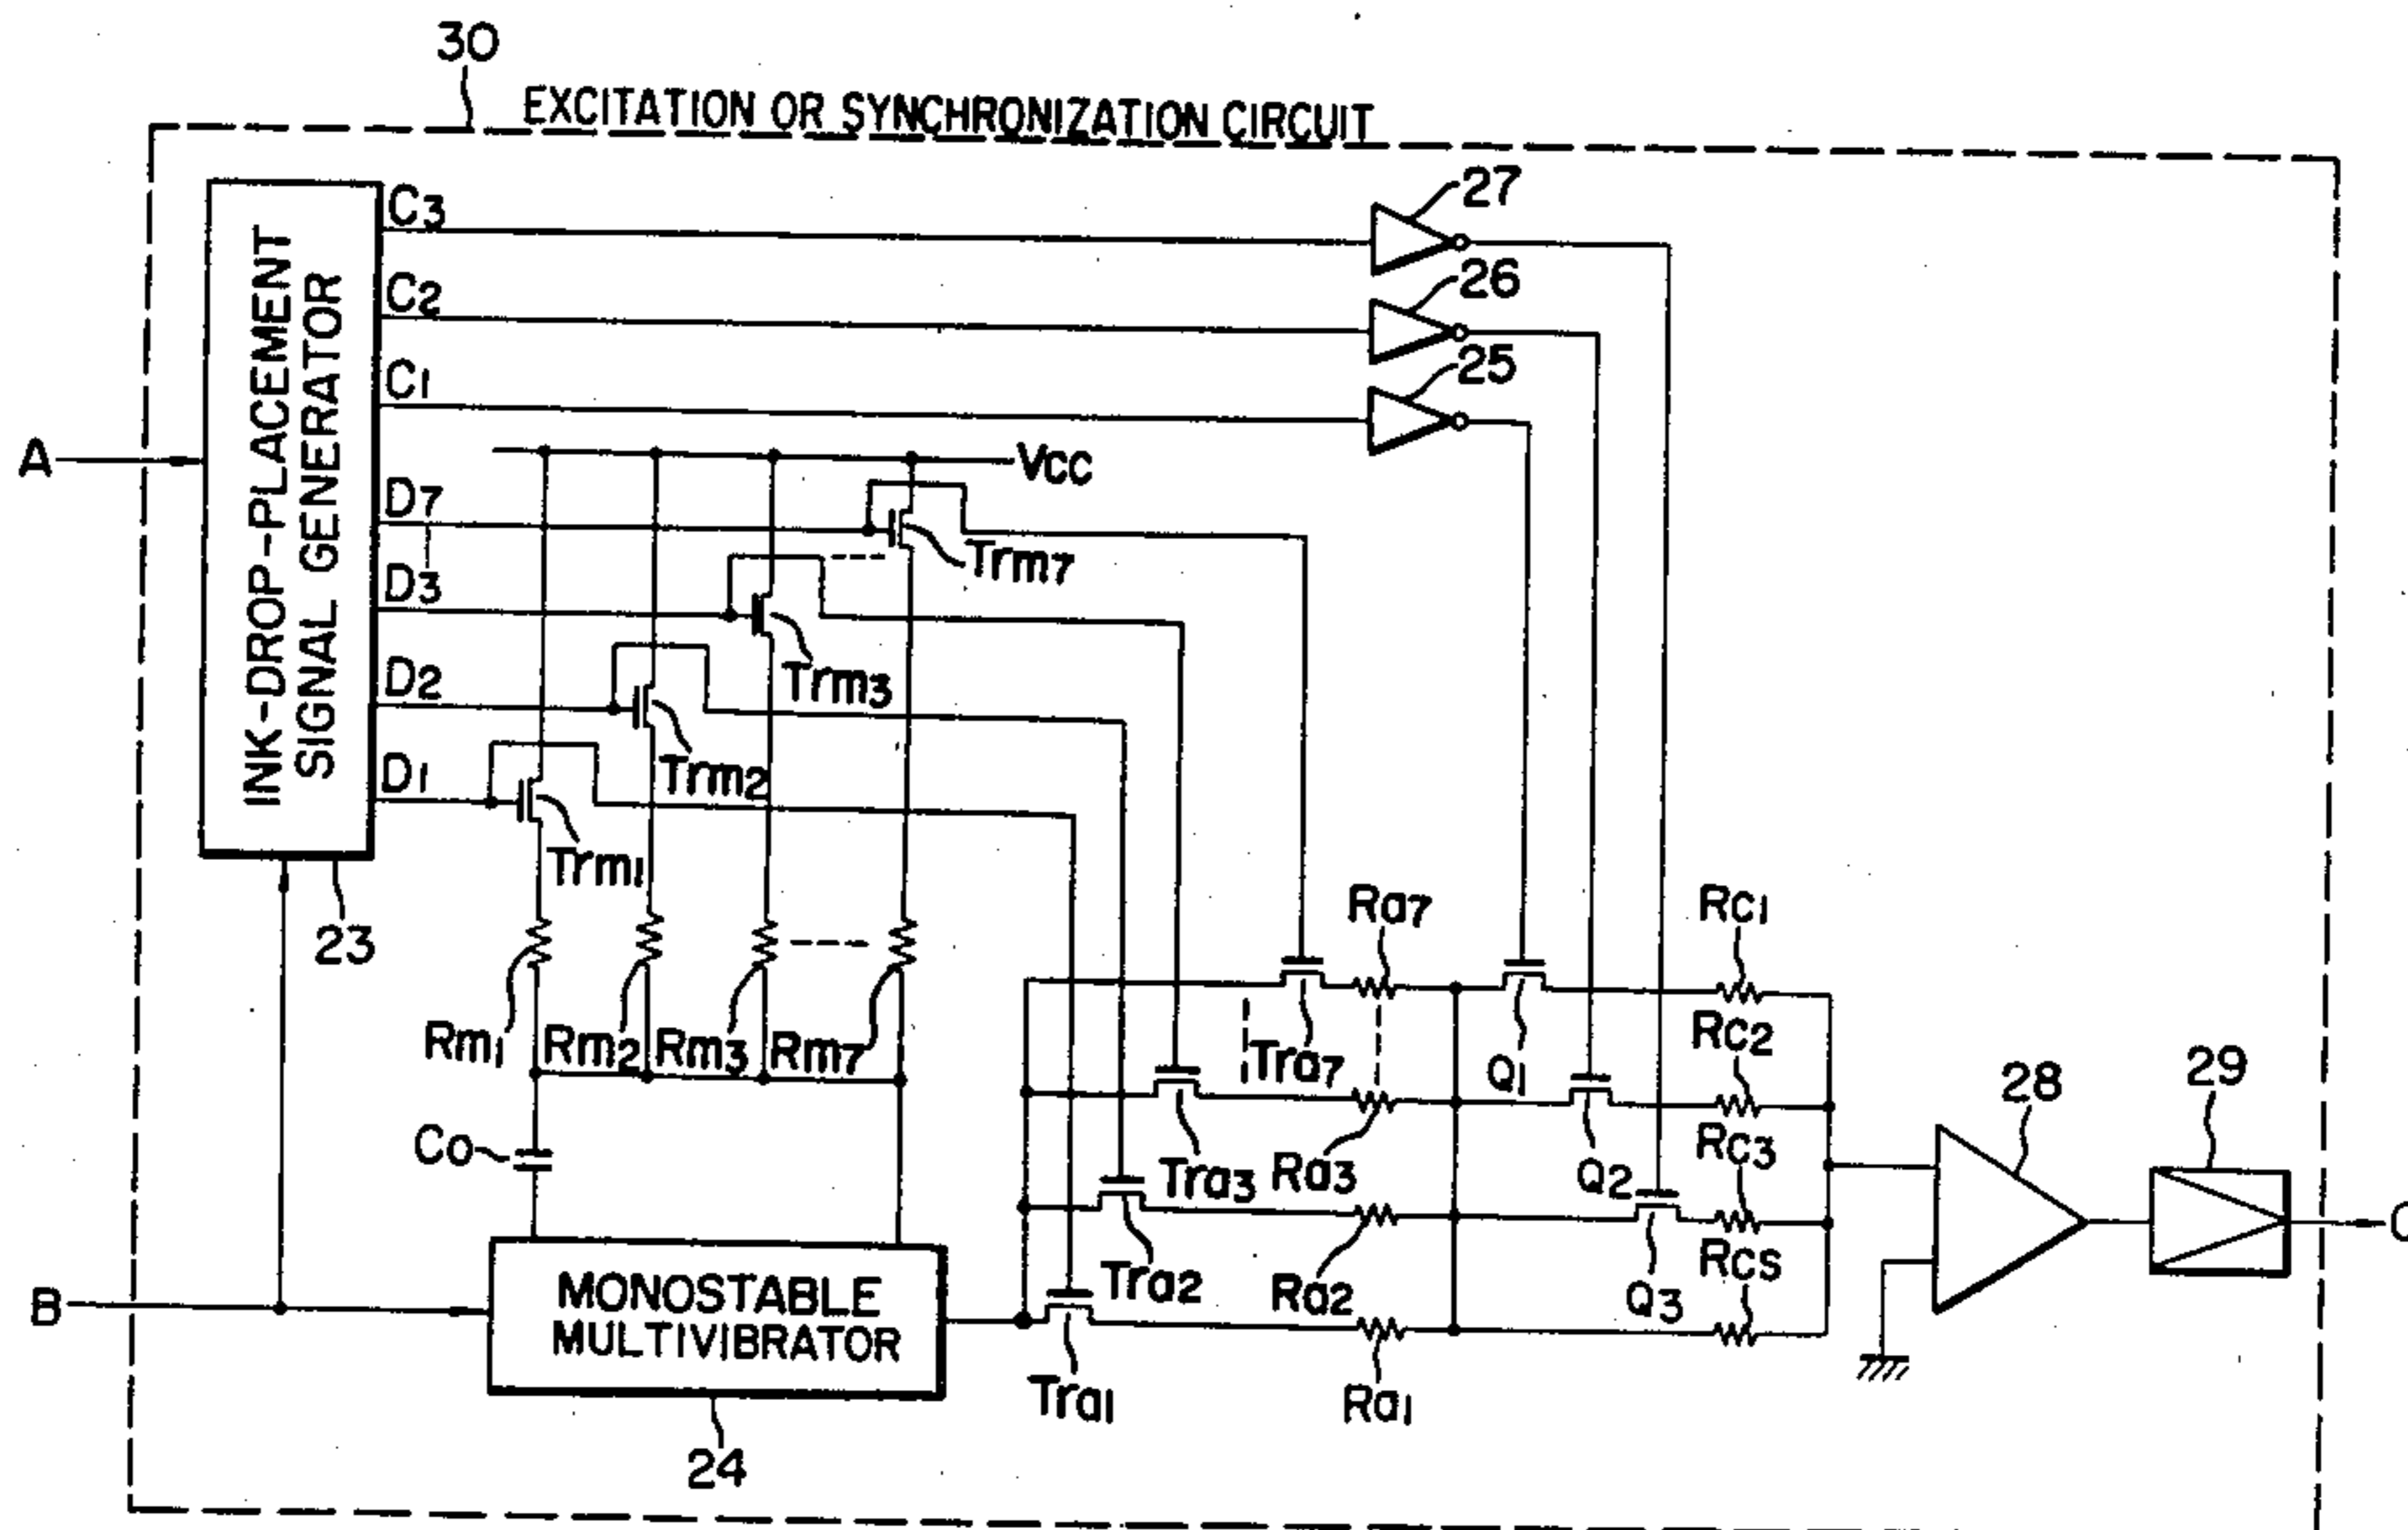 30
EXCITATION OR SYNCHRONIZATION CIRCUIT
INK-DROP-PLACEMENT
SIGNAL GENERATOR
C3
C2
C1
D7
D3
D2
D1
27
26
25
A
Vcc
Trm7
Trm3
Trm2
Trm1
23
Rm1
Rm2
Rm3
Rm7
Co
Ra7
Rc1
Rc2
Rc3
Rcs
Tra7
Tra3
Tra2
Tra1
Ra3
Ra2
Ra1
Q1
Q2
Q3
28
29
B
MONOSTABLE
MULTIVIBRATOR
24